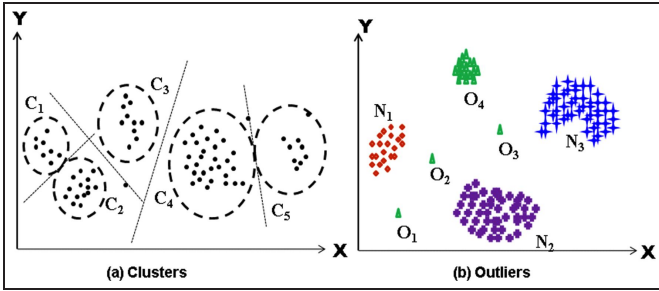 Y
C1
C3
C2
C4
C5
X
(a) Clusters
Y
O4
N1
N3
O3
O2
O1
N2
X
(b) Outliers